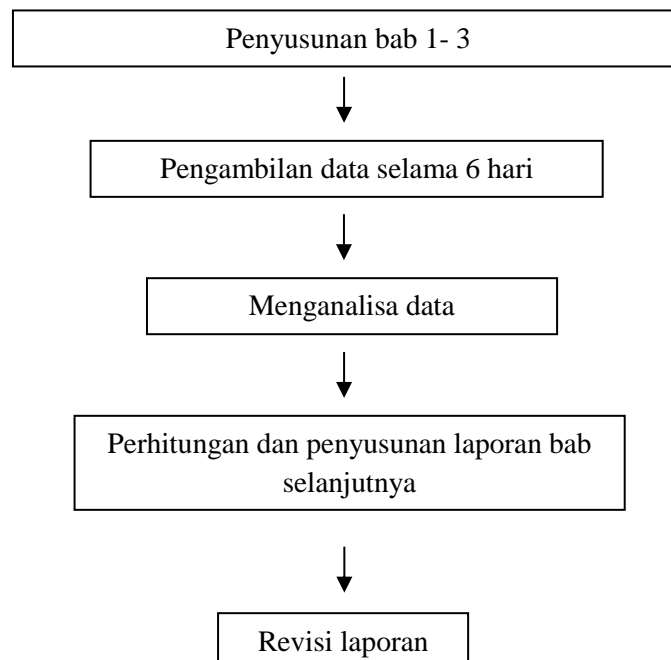 Penyusunan bab 1- 3
Pengambilan data selama 6 hari
Menganalisa data
Perhitungan dan penyusunan laporan bab
selanjutnya
Revisi laporan